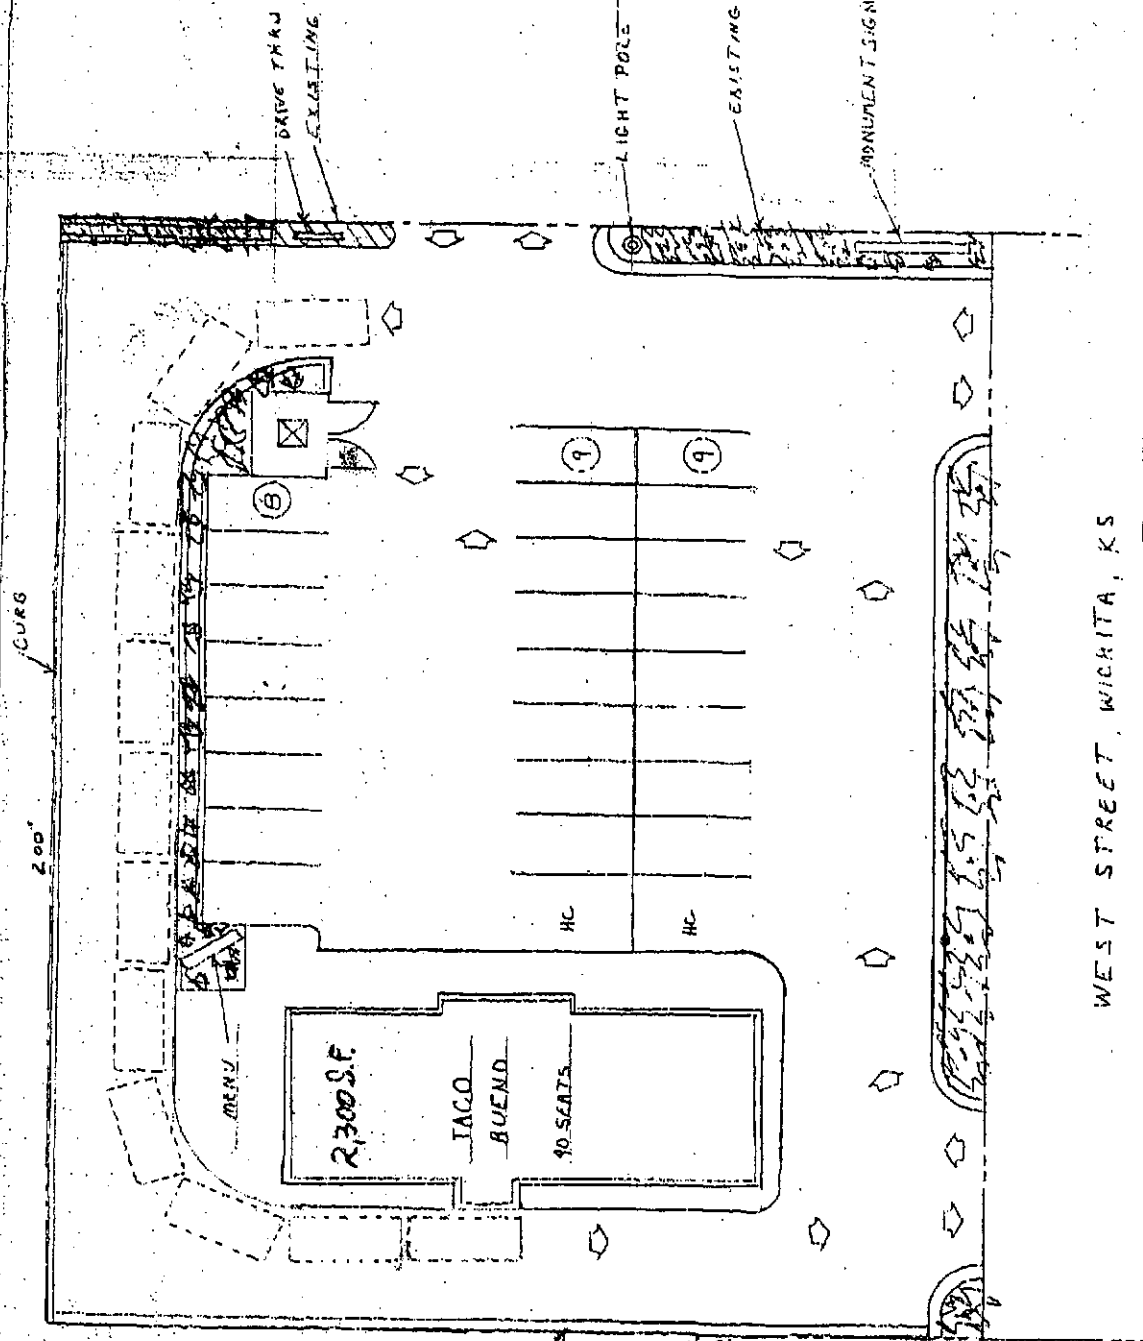 CURB
200'
DRIVE THRU
EXISTING
LIGHT POLE
EXISTING
MONUMENT SIGN
8
9
9
HC
HC
MENU
2,300 S.F.
TACO
BUENO
90 SEATS
WEST STREET, WICHITA, KS